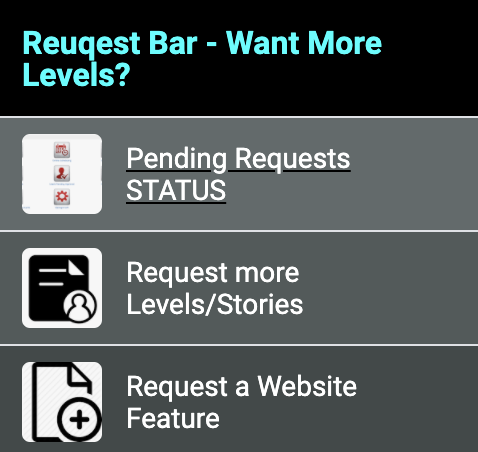 Reuqest Bar - Want More
Levels?
Pending Requests
STATUS
Request more
Levels/Stories
Request a Website
Feature